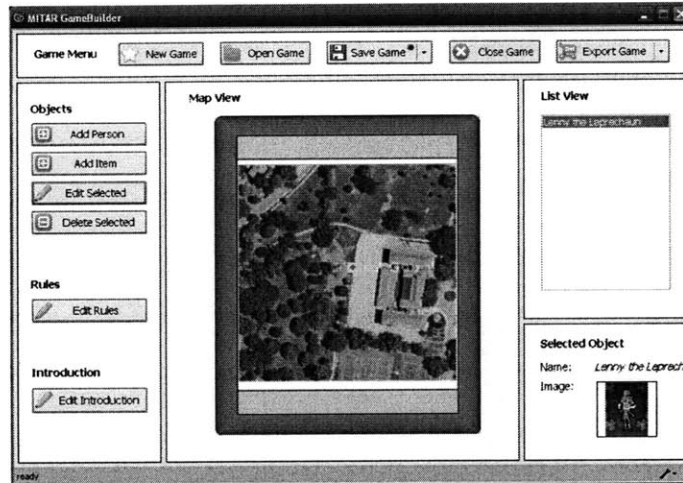 MITAR GameBuilder
Game Menu New Game Open Game Save Game Close Game Export Game
Objects
Add Person
Add Item
Edit Selected
Delete Selected
Rules
Edit Rules
Introduction
Edit Introduction
Map View
List View
Lenny the Leprechaun
Selected Object
Name: Lenny the Leprech
Image:
ready